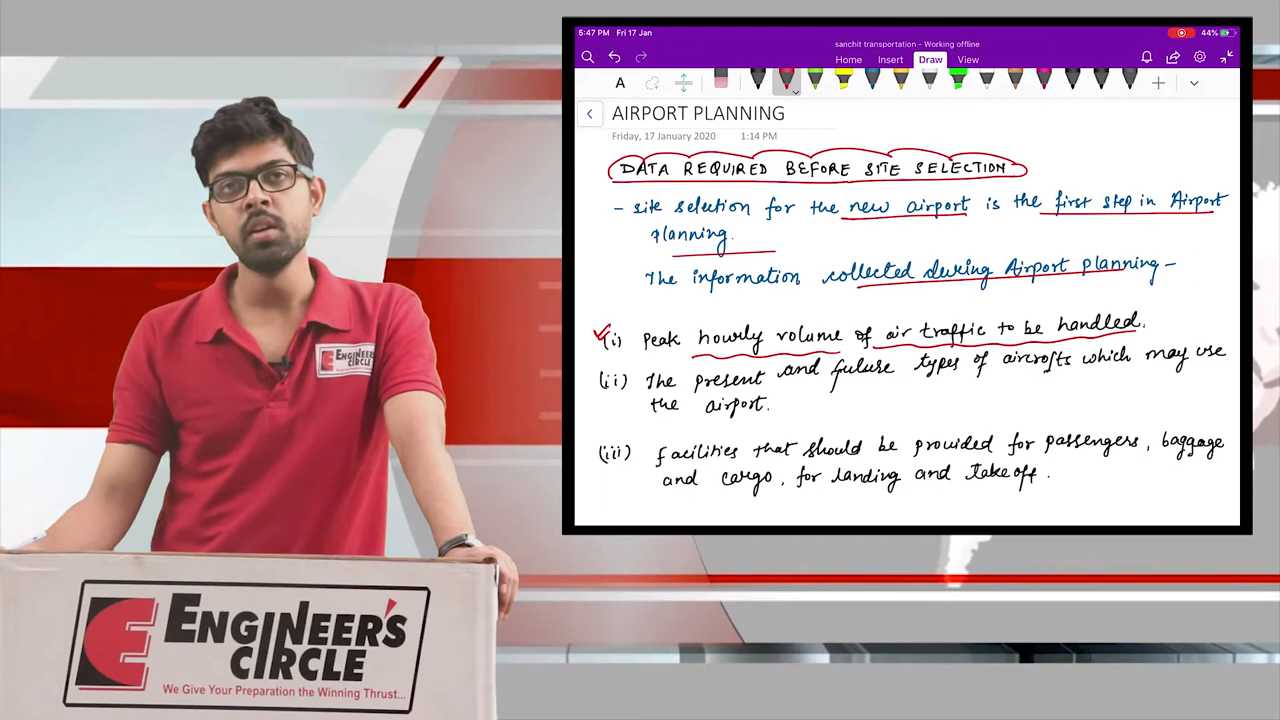 5:47 PM Fri 17 Jan
44%
sanchit transportation - Working offline
Home Insert Draw View
A
AIRPORT PLANNING
Friday, 17 January 2020 1:14 PM
DATA REQUIRED BEFORE SITE SELECTION
- site selection for the new airport is the first step in Airport
Planning.
The information collected during Airport planning -
(i) Peak hourly volume of air traffic to be handled.
(ii) The present and future types of aircrafts which may use
the airport.
(iii) facilities that should be provided for passengers, baggage
and cargo, for landing and takeoff.
ENGINEER'S
CIRCLE
E ENGINEER'S
CIRCLE
We Give Your Preparation the Winning Thrust...